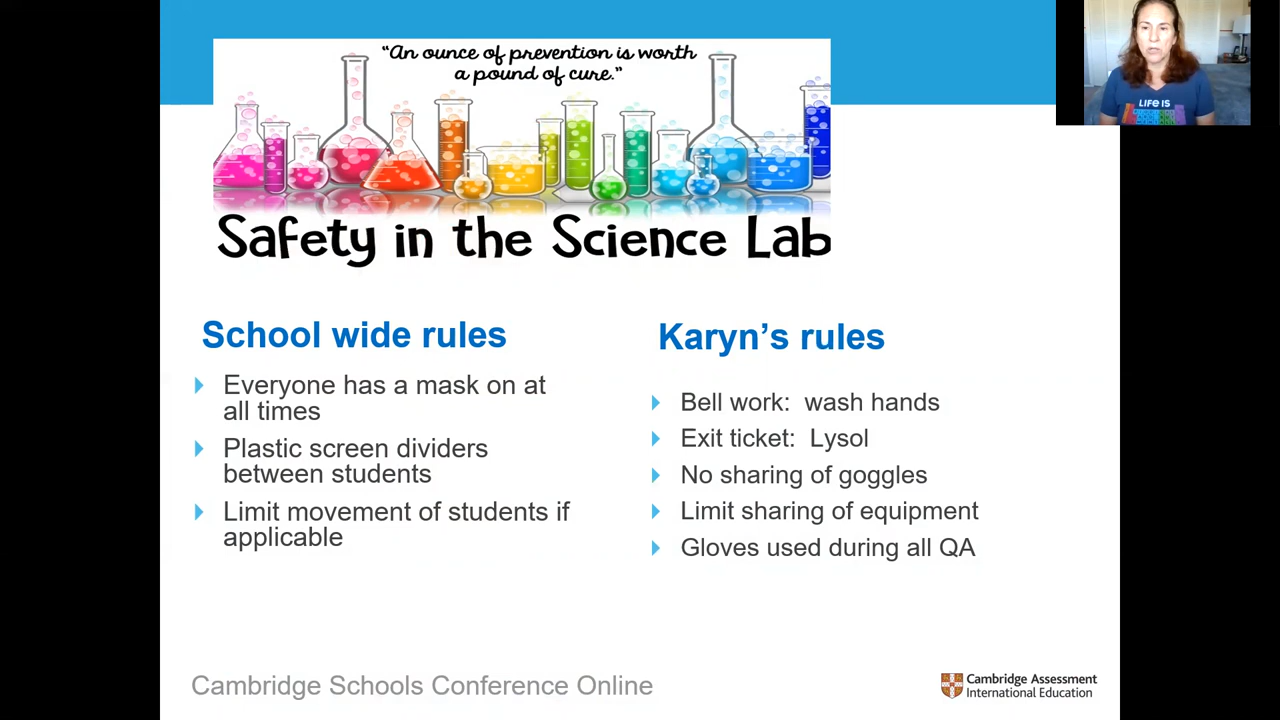 “An ounce of prevention is worth
a pound of cure.”
Safety in the Science Lab
LIFE IS
School wide rules
Everyone has a mask on at
all times
Plastic screen dividers
between students
Limit movement of students if
applicable
Karyn’s rules
Bell work: wash hands
Exit ticket: Lysol
No sharing of goggles
Limit sharing of equipment
Gloves used during all QA
Cambridge Schools Conference Online
Cambridge Assessment
International Education